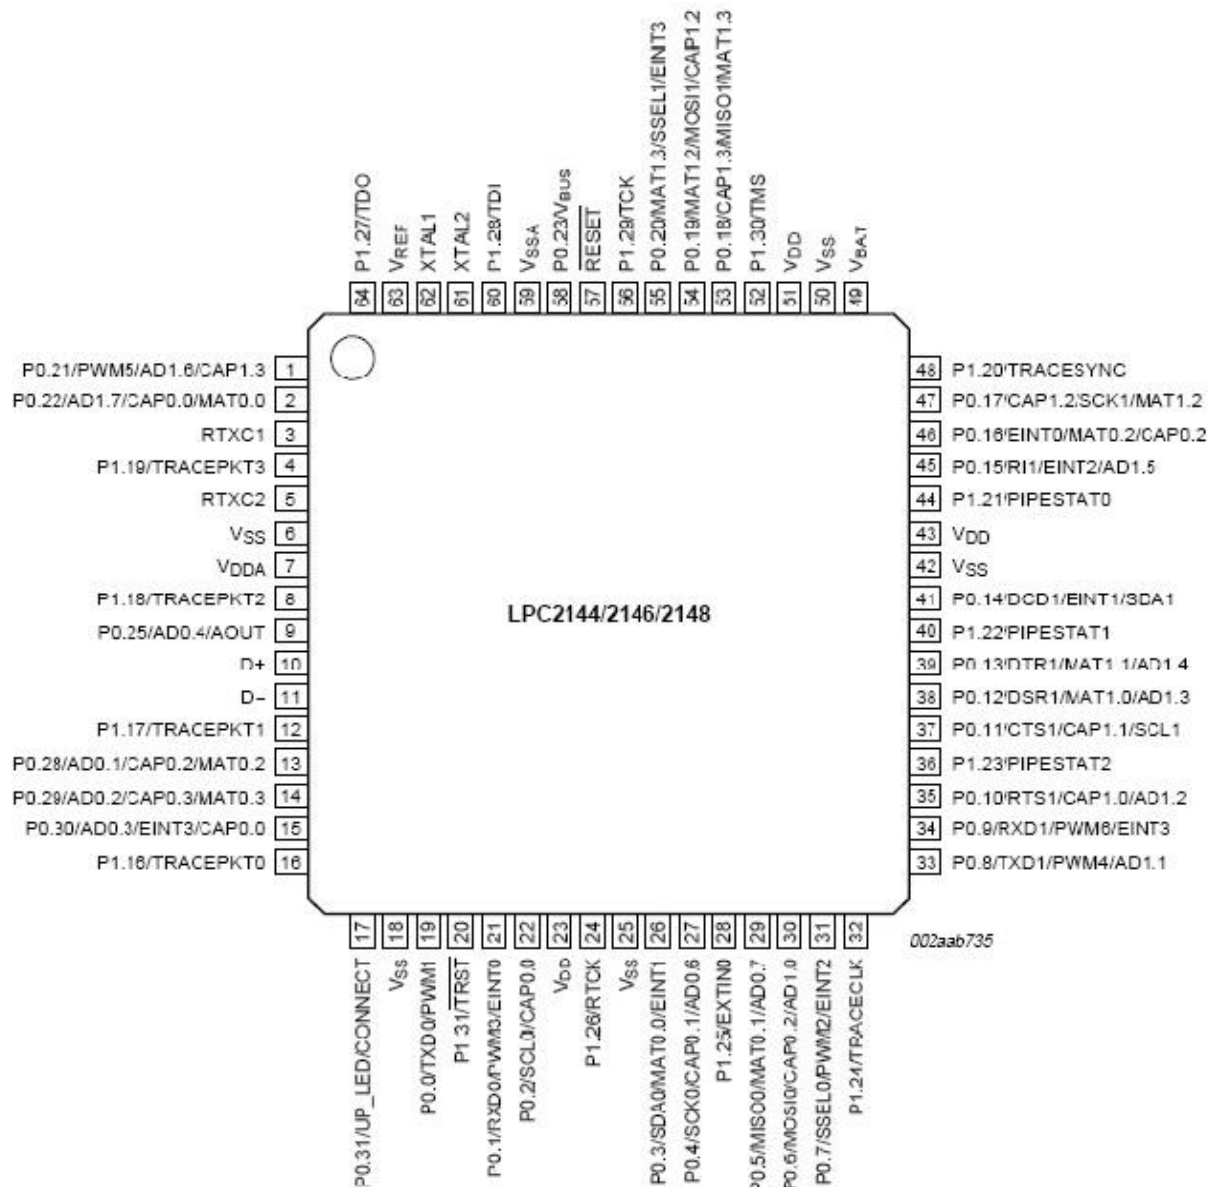 P1.27/TDO
VREF
XTAL1
XTAL2
P1.28/TDI
VSSA
P0.23/VBUS
RESET
P1.29/TCK
P0.20/MAT1.3/SSEL1/EINT3
P0.19/MAT1.2/MOSI1/CAP1.2
P0.18/CAP1.3/MISO1/MAT1.3
P1.30/TMS
VDD
VSS
VBAT
64 63 62 61 60 59 58 57 56 55 54 53 52 51 50 49
P0.21/PWM5/AD1.6/CAP1.3 1
P0.22/AD1.7/CAP0.0/MAT0.0 2
RTXC1 3
P1.19/TRACEPKT3 4
RTXC2 5
VSS 6
VDDA 7
P1.18/TRACEPKT2 8
P0.25/AD0.4/AOUT 9
D+ 10
D− 11
P1.17/TRACEPKT1 12
P0.28/AD0.1/CAP0.2/MAT0.2 13
P0.29/AD0.2/CAP0.3/MAT0.3 14
P0.30/AD0.3/EINT3/CAP0.0 15
P1.16/TRACEPKT0 16
LPC2144/2146/2148
48 P1.20/TRACESYNC
47 P0.17/CAP1.2/SCK1/MAT1.2
46 P0.16/EINT0/MAT0.2/CAP0.2
45 P0.15/RI1/EINT2/AD1.5
44 P1.21/PIPESTAT0
43 VDD
42 VSS
41 P0.14/DCD1/EINT1/SDA1
40 P1.22/PIPESTAT1
39 P0.13/DTR1/MAT1.1/AD1.4
38 P0.12/DSR1/MAT1.0/AD1.3
37 P0.11/CTS1/CAP1.1/SCL1
36 P1.23/PIPESTAT2
35 P0.10/RTS1/CAP1.0/AD1.2
34 P0.9/RXD1/PWM6/EINT3
33 P0.8/TXD1/PWM4/AD1.1
17 18 19 20 21 22 23 24 25 26 27 28 29 30 31 32
P0.31/UP_LED/CONNECT
VSS
P0.0/TXD0/PWM1
P1.31/TRST
P0.1/RXD0/PWM3/EINT0
P0.2/SCL0/CAP0.0
VDD
P1.26/RTCK
VSS
P0.3/SDA0/MAT0.0/EINT1
P0.4/SCK0/CAP0.1/AD0.6
P1.25/EXTIN0
P0.5/MISO0/MAT0.1/AD0.7
P0.6/MOSI0/CAP0.2/AD1.0
P0.7/SSEL0/PWM2/EINT2
P1.24/TRACECLK
002aab735